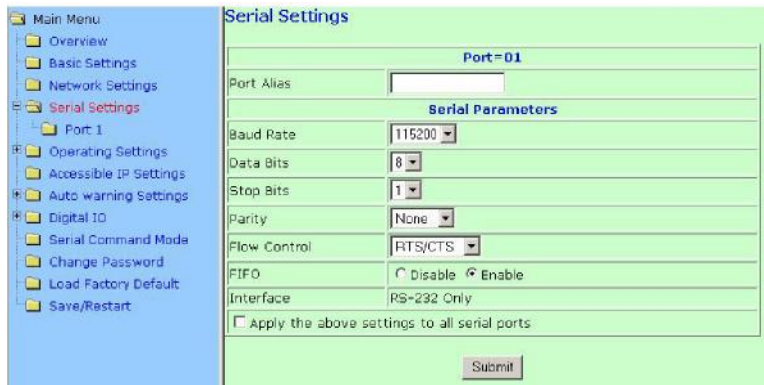 Main Menu
Overview
Basic Settings
Network Settings
Serial Settings
Port 1
Operating Settings
Accessible IP Settings
Auto warning Settings
Digital IO
Serial Command Mode
Change Password
Load Factory Default
Save/Restart
Serial Settings
Port=01
Port Alias
Serial Parameters
Baud Rate 115200
Data Bits 8
Stop Bits 1
Parity None
Flow Control RTS/CTS
FIFO Disable Enable
Interface RS-232 Only
Apply the above settings to all serial ports
Submit